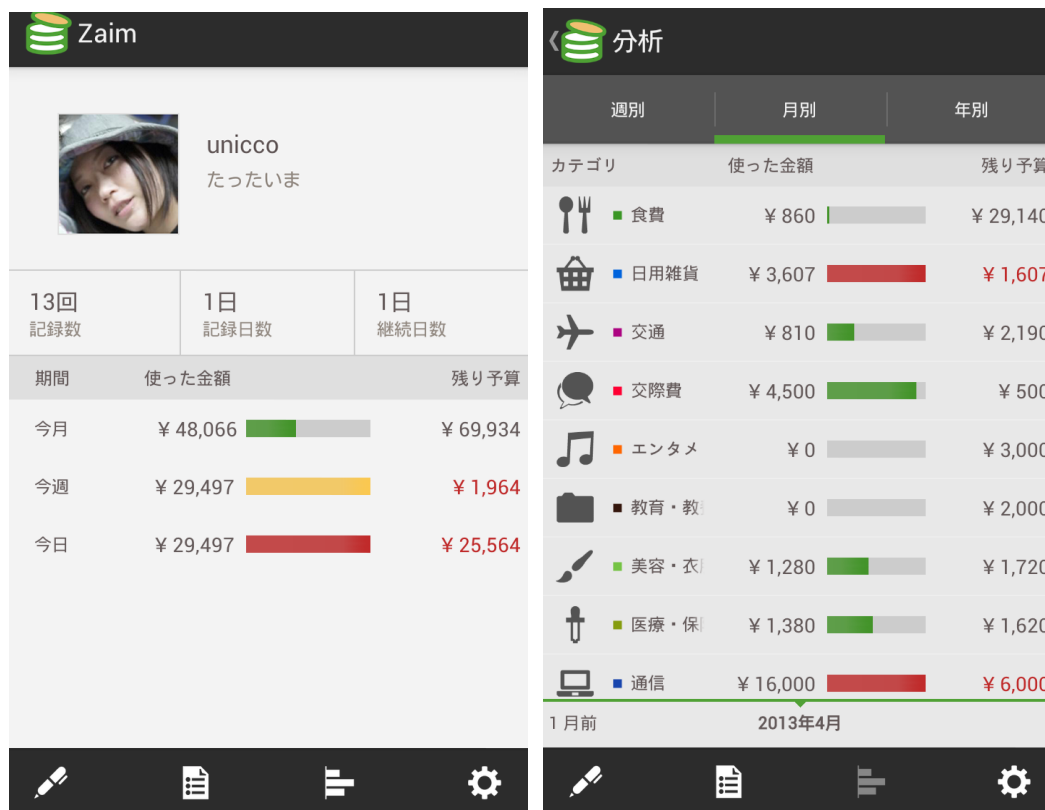 Zaim
unicco
たったいま
13回
記録数
1日
記録日数
1日
継続日数
期間 使った金額 残り予算
今月 ¥ 48,066 ¥ 69,934
今週 ¥ 29,497 ¥ 1,964
今日 ¥ 29,497 ¥ 25,564
分析
週別 月別 年別
カテゴリ 使った金額 残り予算
食費 ¥ 860 ¥ 29,140
日用雑貨 ¥ 3,607 ¥ 1,607
交通 ¥ 810 ¥ 2,190
交際費 ¥ 4,500 ¥ 500
エンタメ ¥ 0 ¥ 3,000
教育・教 ¥ 0 ¥ 2,000
美容・衣 ¥ 1,280 ¥ 1,720
医療・保 ¥ 1,380 ¥ 1,620
通信 ¥ 16,000 ¥ 6,000
1 月前 2013年4月